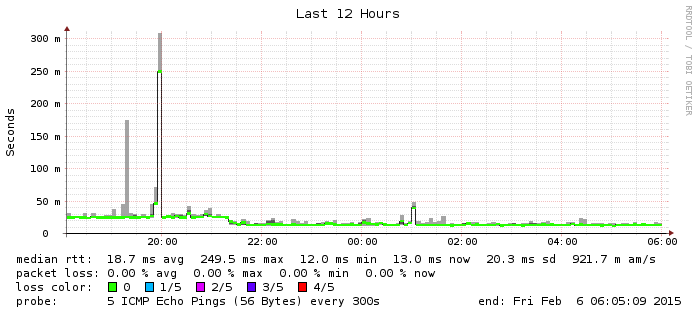 Last 12 Hours
RRDTOOL / TOBI OETIKER
Seconds
300 m
250 m
200 m
150 m
100 m
50 m
0
20:00 22:00 00:00 02:00 04:00 06:00
median rtt: 18.7 ms avg 249.5 ms max 12.0 ms min 13.0 ms now 20.3 ms sd 921.7 m am/s
packet loss: 0.00 % avg 0.00 % max 0.00 % min 0.00 % now
loss color: 0 1/5 2/5 3/5 4/5
probe: 5 ICMP Echo Pings (56 Bytes) every 300s end: Fri Feb 6 06:05:09 2015